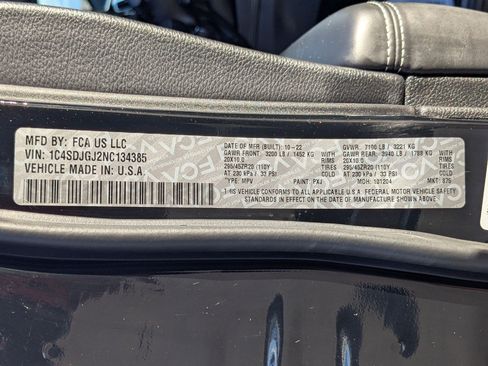 MFD BY: FCA US LLC
VIN: 1C4SDJGJ2NC134385
VEHICLE MADE IN: U.S.A.
DATE OF MFR (BUILT): 10-22 GVWR: 7100 LB / 3221 KG
GAWR FRONT: 3200 LB / 1452 KG WITH GAWR REAR: 3940 LB / 1788 KG WITH
20X10.0 RIMS 20X10.0 RIMS
295/45ZR20 (110Y) TIRES 295/45ZR20 (110Y) TIRES
AT 230 kPa / 33 PSI COLD AT 230 kPa / 33 PSI COLD
TYPE: MPV PAINT: PXJ MDH: 101204 MKT: 875
THIS VEHICLE CONFORMS TO ALL APPLICABLE U.S.A. FEDERAL MOTOR VEHICLE SAFETY
STANDARDS IN EFFECT ON THE DATE OF MANUFACTURE SHOWN ABOVE.